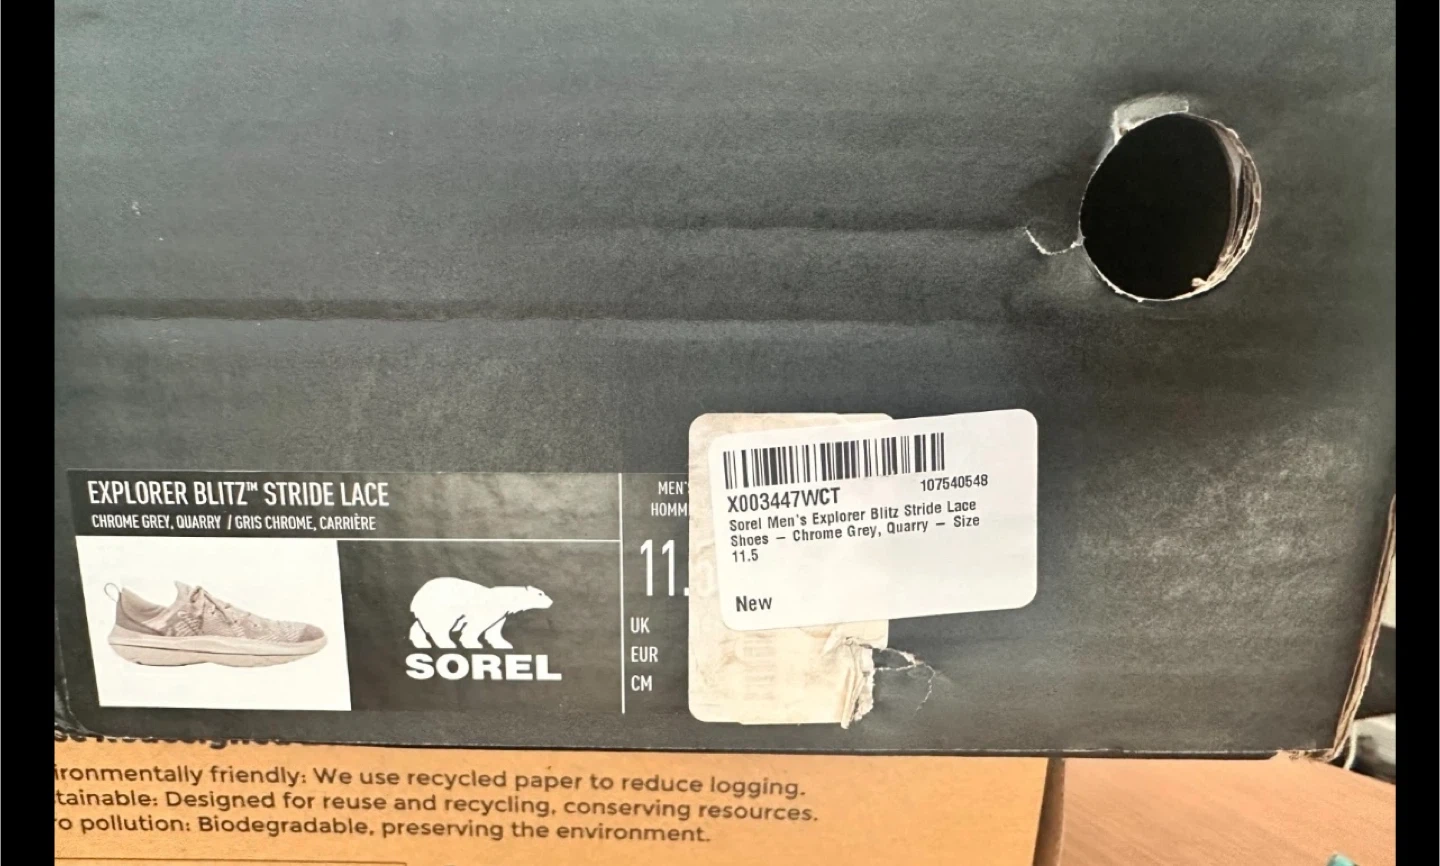 EXPLORER BLITZ™ STRIDE LACE
CHROME GREY, QUARRY / GRIS CHROME, CARRIÈRE
SOREL
MEN'
HOMM
11.
UK
EUR
CM
X003447WCT
107540548
Sorel Men's Explorer Blitz Stride Lace
Shoes – Chrome Grey, Quarry – Size
11.5
New
ironmentally friendly: We use recycled paper to reduce logging.
tainable: Designed for reuse and recycling, conserving resources.
o pollution: Biodegradable, preserving the environment.